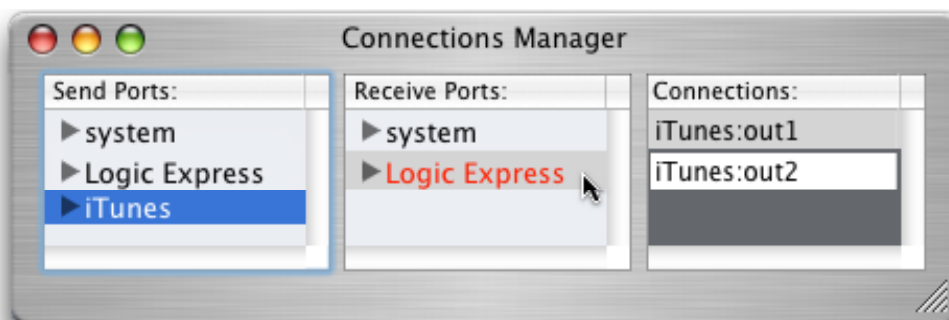 Connections Manager
Send Ports:
system
Logic Express
iTunes
Receive Ports:
system
Logic Express
Connections:
iTunes:out1
iTunes:out2